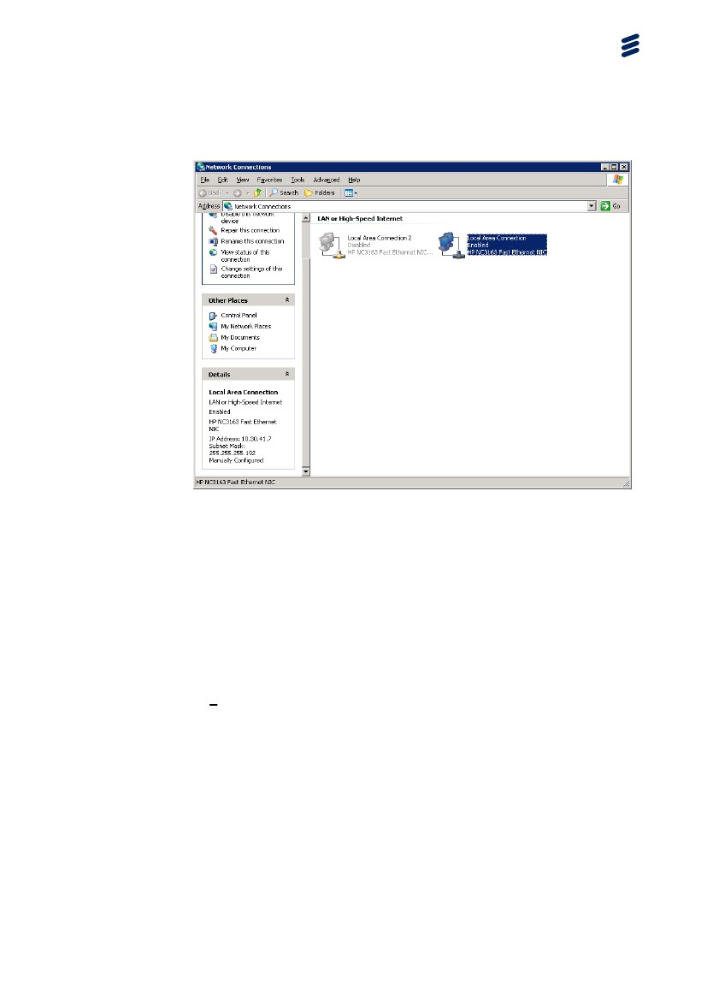 Network Connections
File Edit View Favorites Tools Advanced Help
Back Search Folders
Address Network Connections Go
Disable this network
device
Repair this connection
Rename this connection
View status of this
connection
Change settings of this
connection
Other Places
Control Panel
My Network Places
My Documents
My Computer
Details
Local Area Connection
LAN or High-Speed Internet
Enabled
HP NC3163 Fast Ethernet
NIC
IP Address: 10.30.41.7
Subnet Mask:
255.255.255.192
Manually Configured
LAN or High-Speed Internet
Local Area Connection 2
Disabled
HP NC3163 Fast Ethernet NIC...
Local Area Connection
Enabled
HP NC3163 Fast Ethernet NIC
HP NC3163 Fast Ethernet NIC